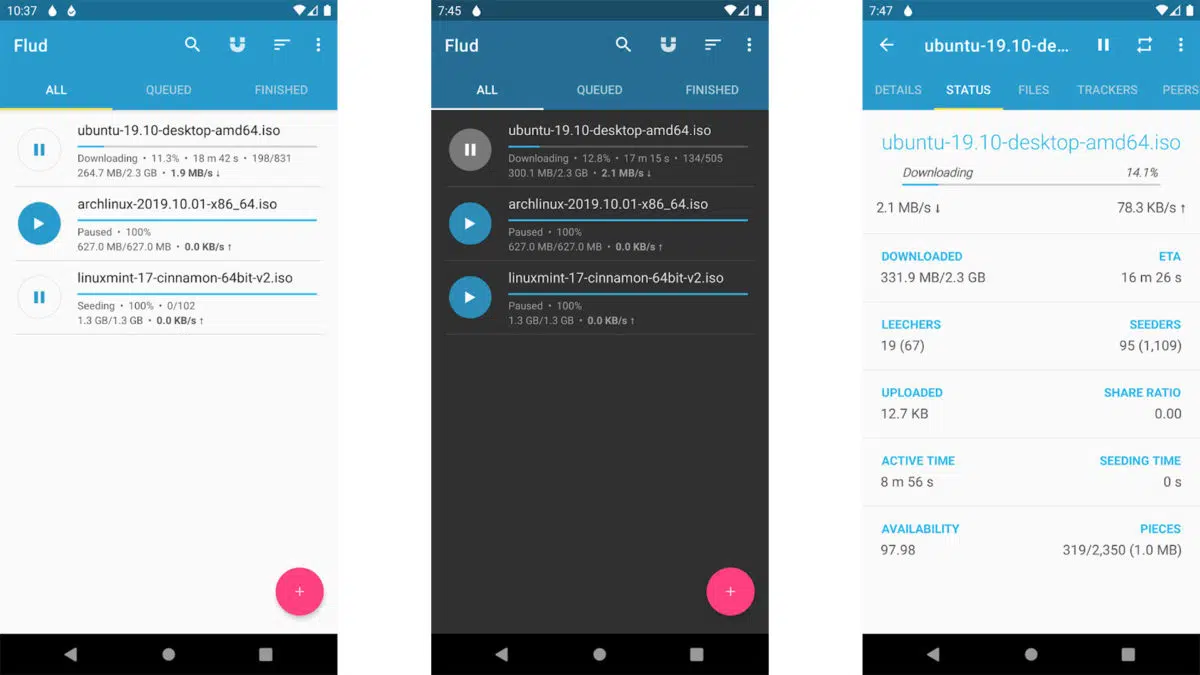 10:37
Flud
ALL QUEUED FINISHED
ubuntu-19.10-desktop-amd64.iso
Downloading • 11.3% • 18 m 42 s • 198/831
264.7 MB/2.3 GB • 1.9 MB/s ↓
archlinux-2019.10.01-x86_64.iso
Paused • 100%
627.0 MB/627.0 MB • 0.0 KB/s ↑
linuxmint-17-cinnamon-64bit-v2.iso
Seeding • 100% • 0/102
1.3 GB/1.3 GB • 0.0 KB/s ↑
7:45
Flud
ALL QUEUED FINISHED
ubuntu-19.10-desktop-amd64.iso
Downloading • 12.8% • 17 m 15 s • 134/505
300.1 MB/2.3 GB • 2.1 MB/s ↓
archlinux-2019.10.01-x86_64.iso
Paused • 100%
627.0 MB/627.0 MB • 0.0 KB/s ↑
linuxmint-17-cinnamon-64bit-v2.iso
Paused • 100%
1.3 GB/1.3 GB • 0.0 KB/s ↑
7:47
ubuntu-19.10-de...
DETAILS STATUS FILES TRACKERS PEERS
ubuntu-19.10-desktop-amd64.iso
Downloading 14.1%
2.1 MB/s ↓ 78.3 KB/s ↑
DOWNLOADED ETA
331.9 MB/2.3 GB 16 m 26 s
LEECHERS SEEDERS
19 (67) 95 (1,109)
UPLOADED SHARE RATIO
12.7 KB 0.00
ACTIVE TIME SEEDING TIME
8 m 56 s 0 s
AVAILABILITY PIECES
97.98 319/2,350 (1.0 MB)